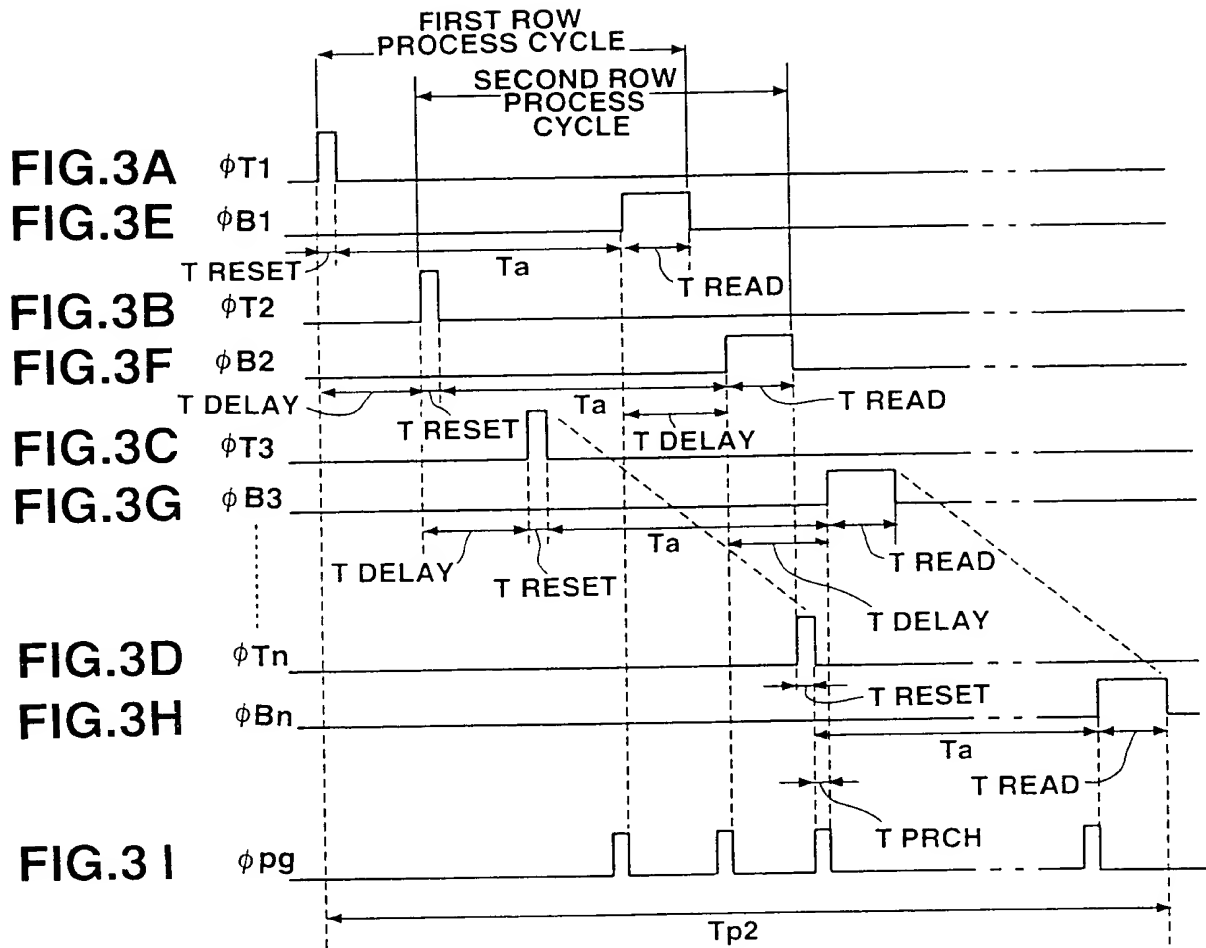 FIRST ROW
PROCESS CYCLE
SECOND ROW
PROCESS
CYCLE
FIG.3A φT1
FIG.3E φB1
T RESET Ta T READ
FIG.3B φT2
FIG.3F φB2
T DELAY T RESET Ta T DELAY T READ
FIG.3C φT3
FIG.3G φB3
T DELAY T RESET Ta T READ
T DELAY
FIG.3D φTn
T RESET
FIG.3H φBn
Ta T READ
T PRCH
FIG.3I φpg
Tp2